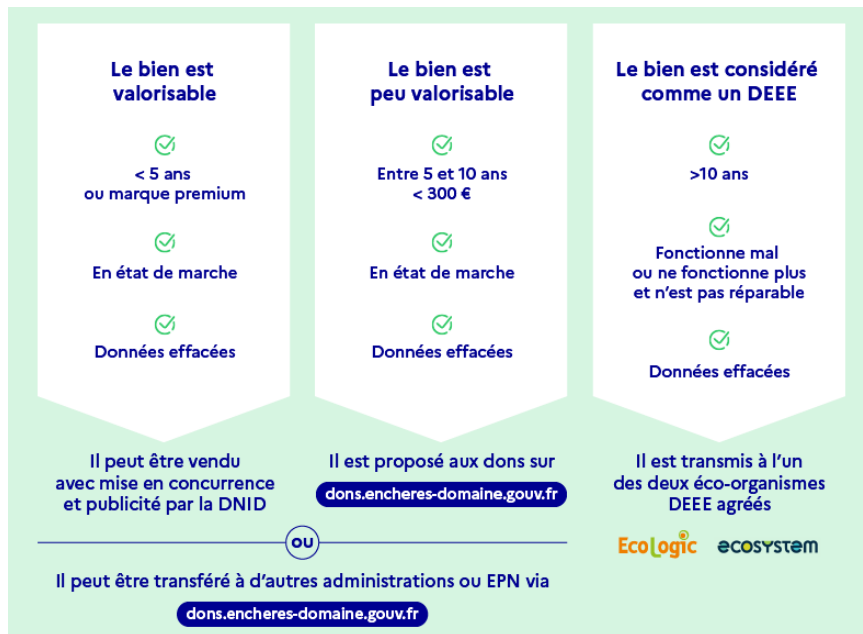 Le bien est
valorisable
< 5 ans
ou marque premium
En état de marche
Données effacées
Il peut être vendu
avec mise en concurrence
et publicité par la DNID
Le bien est
peu valorisable
Entre 5 et 10 ans
< 300 €
En état de marche
Données effacées
Il est proposé aux dons sur
dons.encheres-domaine.gouv.fr
OU
Il peut être transféré à d'autres administrations ou EPN via
dons.encheres-domaine.gouv.fr
Le bien est considéré
comme un DEEE
>10 ans
Fonctionne mal
ou ne fonctionne plus
et n'est pas réparable
Données effacées
Il est transmis à l'un
des deux éco-organismes
DEEE agréés
EcoLogic ecosystem